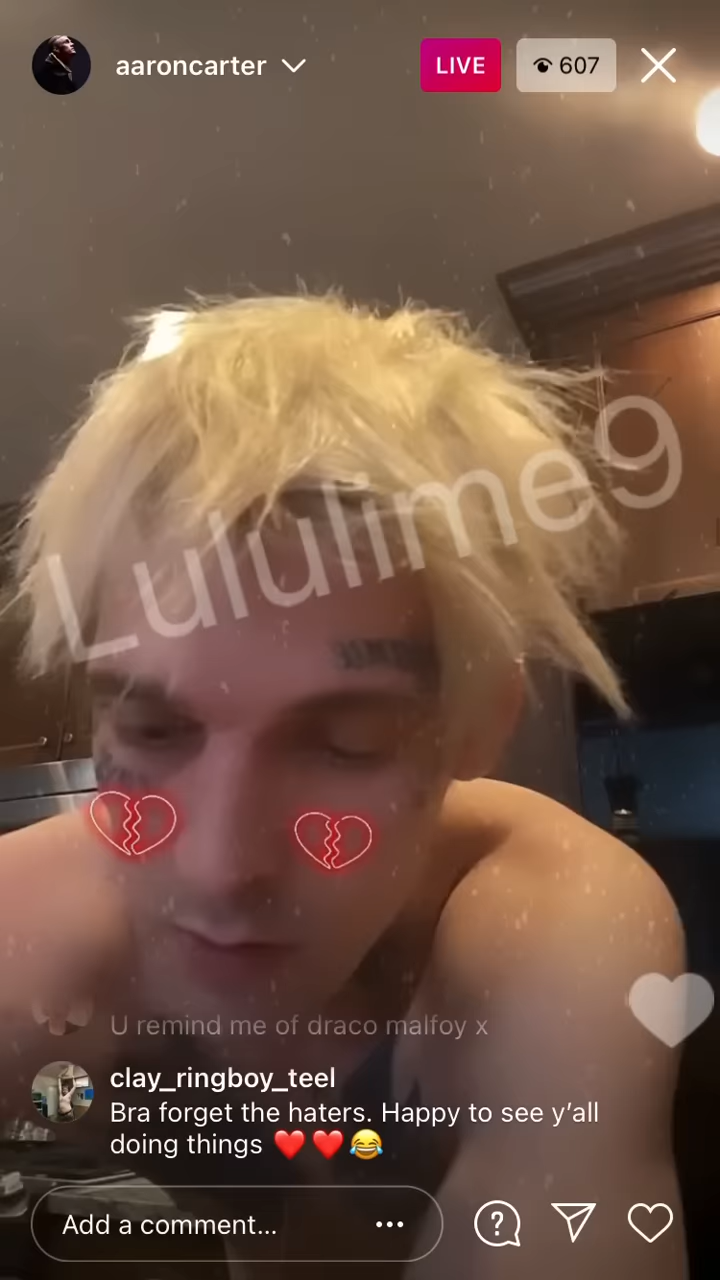 aaroncarter
LIVE
607
Lululime9
U remind me of draco malfoy x
clay_ringboy_teel
Bra forget the haters. Happy to see y’all
doing things ❤️❤️😂
Add a comment...